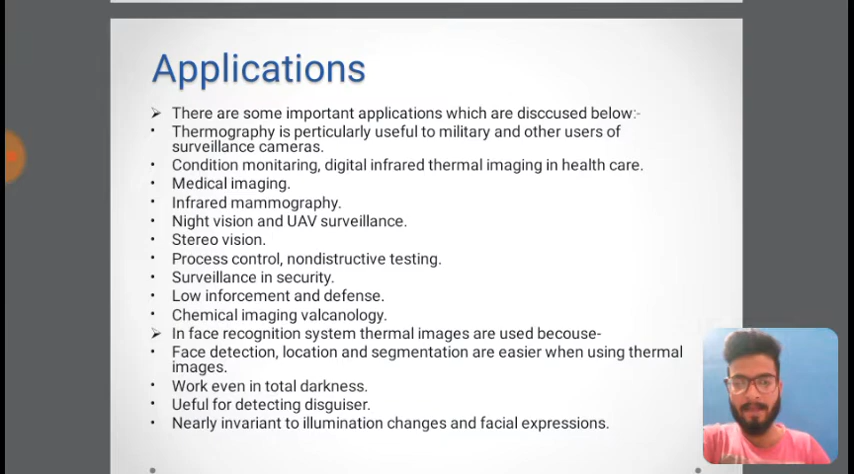 Applications
➢ There are some important applications which are disccused below:-
• Thermography is perticularly useful to military and other users of
surveillance cameras.
• Condition monitaring, digital infrared thermal imaging in health care.
• Medical imaging.
• Infrared mammography.
• Night vision and UAV surveillance.
• Stereo vision.
• Process control, nondistructive testing.
• Surveillance in security.
• Low inforcement and defense.
• Chemical imaging valcanology.
➢ In face recognition system thermal images are used becouse-
• Face detection, location and segmentation are easier when using thermal
images.
• Work even in total darkness.
• Ueful for detecting disguiser.
• Nearly invariant to illumination changes and facial expressions.